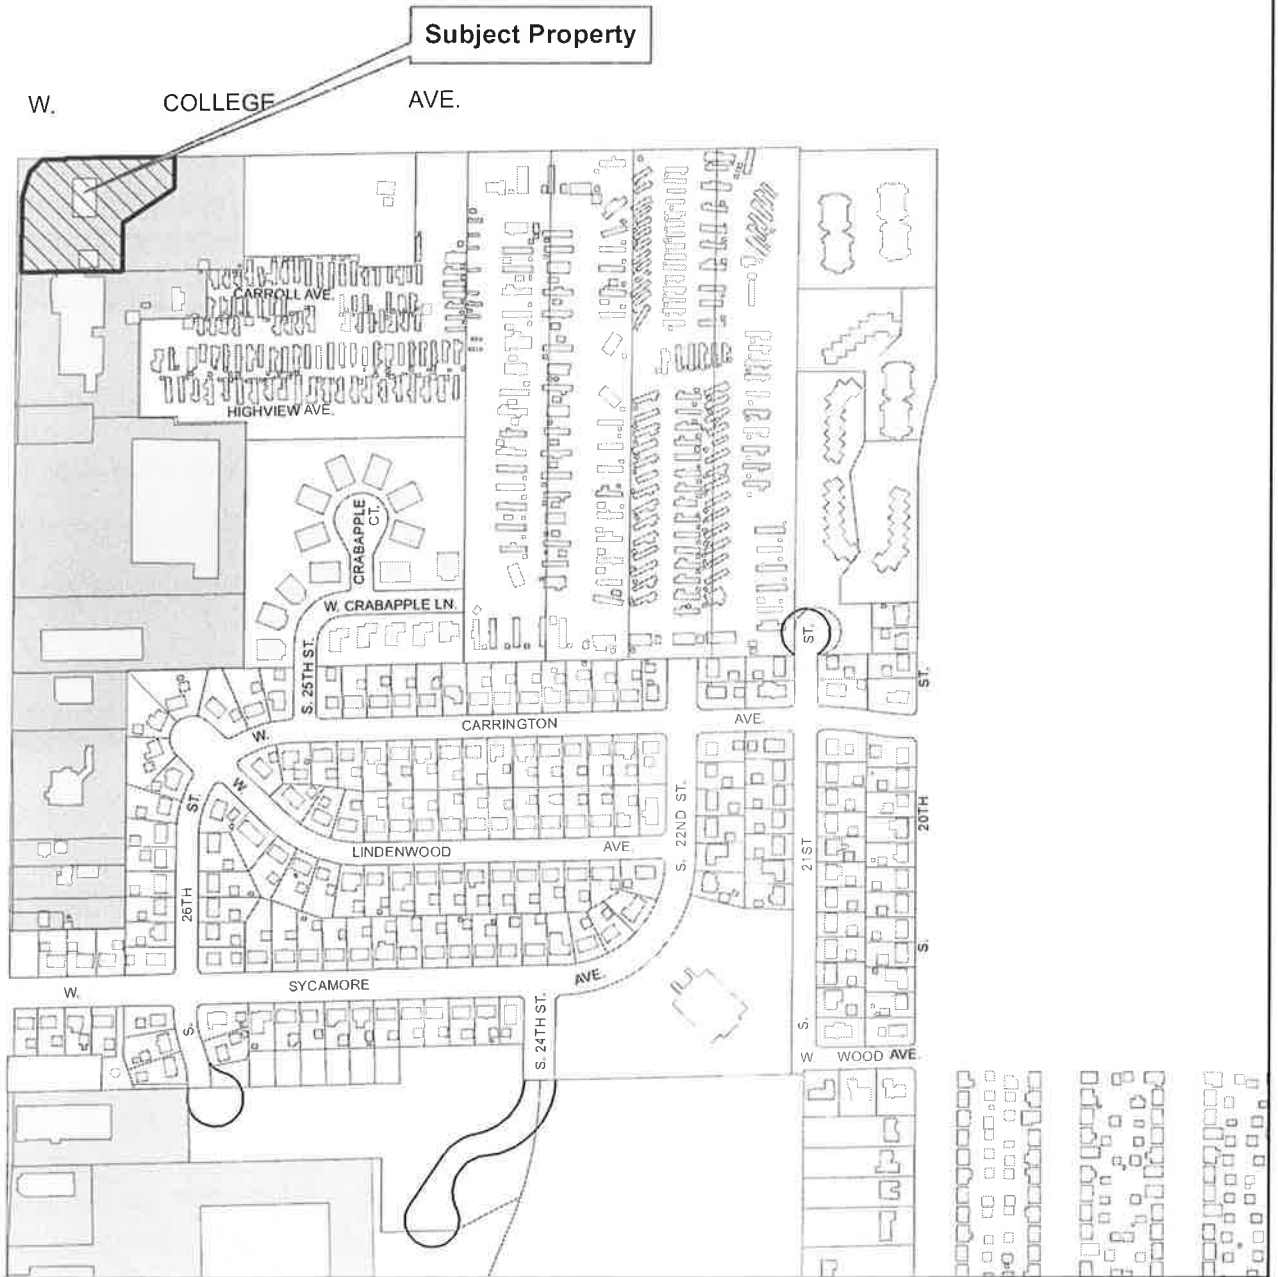 Subject Property
W. COLLEGE AVE.
CARROLL AVE.
HIGHVIEW AVE.
CRABAPPLE CT.
W. CRABAPPLE LN.
S. 25TH ST.
ST.
ST.
W. CARRINGTON AVE.
W. LINDENWOOD AVE.
S. 22ND ST.
S. 21ST
S. 20TH
S. 26TH ST.
W. SYCAMORE AVE.
S. 24TH ST.
W WOOD AVE.